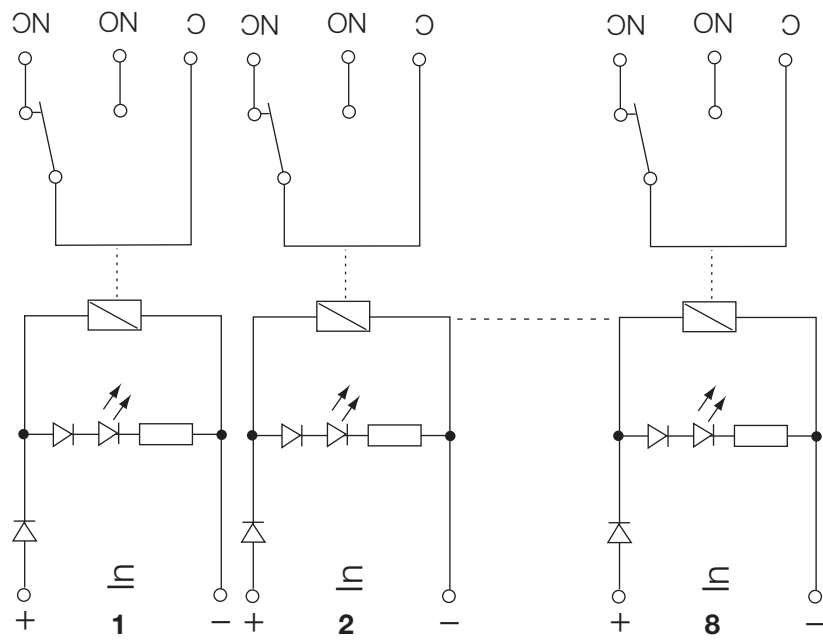 NC NO C NC NO C NC NO C
In In In
+ 1 − + 2 − + 8 −